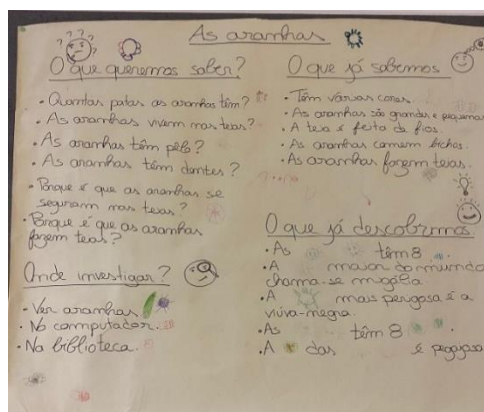 As aranhas
O que queremos saber?
• Quantas patas as aranhas têm?
• As aranhas vivem nas teias?
• As aranhas têm pêlo?
• As aranhas têm dentes?
• Porque é que as aranhas se
seguram nas teias?
• Porque é que as aranhas
fazem teias?
Onde investigar?
- Ver aranhas.
• No computador.
• Na biblioteca.
O que já sabemos
• Têm várias cores.
• As aranhas são grandes e pequenas
• A teia é feita de fios.
• As aranhas comem bichos.
• As aranhas fazem teias.
O que já descobrimos
• As têm 8
• A maior do mundo
chama-se migália.
• A mais perigosa é a
viúva-negra.
• As têm 8
• A das é pegajosa